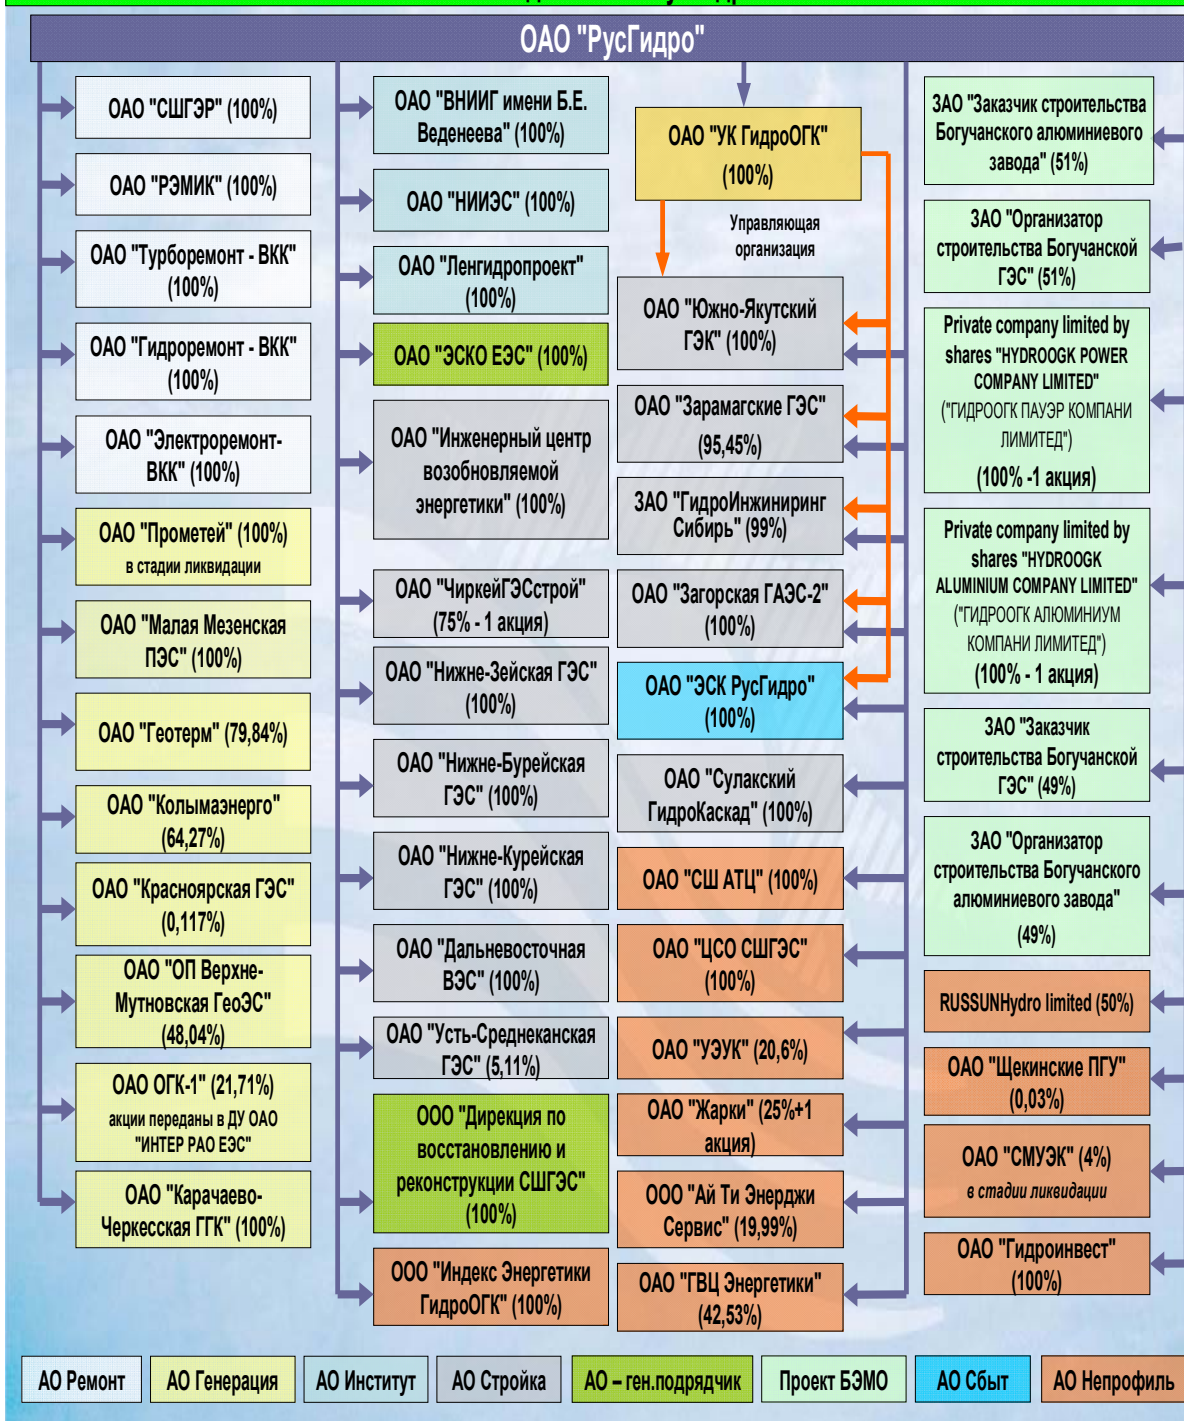 ОАО "РусГидро"
ОАО "СШГЭР" (100%)
ОАО "РЭМИК" (100%)
ОАО "Турборемонт - ВКК"
(100%)
ОАО "Гидроремонт - ВКК"
(100%)
ОАО "Электроремонт-
ВКК" (100%)
ОАО "Прометей" (100%)
в стадии ликвидации
ОАО "Малая Мезенская
ПЭС" (100%)
ОАО "Геотерм" (79,84%)
ОАО "Колымаэнерго"
(64,27%)
ОАО "Красноярская ГЭС"
(0,117%)
ОАО "ОП Верхне-
Мутновская ГеоЭС"
(48,04%)
ОАО ОГК-1" (21,71%)
акции переданы в ДУ ОАО
"ИНТЕР РАО ЕЭС"
ОАО "Карачаево-
Черкесская ГГК" (100%)
ОАО "ВНИИГ имени Б.Е.
Веденеева" (100%)
ОАО "НИИЭС" (100%)
ОАО "Ленгидропроект"
(100%)
ОАО "ЭСКО ЕЭС" (100%)
ОАО "Инженерный центр
возобновляемой
энергетики" (100%)
ОАО "ЧиркейГЭСстрой"
(75% - 1 акция)
ОАО "Нижне-Зейская ГЭС"
(100%)
ОАО "Нижне-Бурейская
ГЭС" (100%)
ОАО "Нижне-Курейская
ГЭС" (100%)
ОАО "Дальневосточная
ВЭС" (100%)
ОАО "Усть-Среднеканская
ГЭС" (5,11%)
ООО "Дирекция по
восстановлению и
реконструкции СШГЭС"
(100%)
ООО "Индекс Энергетики
ГидроОГК" (100%)
ОАО "УК ГидроОГК"
(100%)
Управляющая
организация
ОАО "Южно-Якутский
ГЭК" (100%)
ОАО "Зарамагские ГЭС"
(95,45%)
ЗАО "ГидроИнжиниринг
Сибирь" (99%)
ОАО "Загорская ГАЭС-2"
(100%)
ОАО "ЭСК РусГидро"
(100%)
ОАО "Сулакский
ГидроКаскад" (100%)
ОАО "СШ АТЦ" (100%)
ОАО "ЦСО СШГЭС"
(100%)
ОАО "УЭУК" (20,6%)
ОАО "Жарки" (25%+1
акция)
ООО "Ай Ти Энерджи
Сервис" (19,99%)
ОАО "ГВЦ Энергетики"
(42,53%)
ЗАО "Заказчик строительства
Богучанского алюминиевого
завода" (51%)
ЗАО "Организатор
строительства Богучанской
ГЭС" (51%)
Private company limited by
shares "HYDROOGK POWER
COMPANY LIMITED"
("ГИДРООГК ПАУЭР КОМПАНИ
ЛИМИТЕД")
(100% -1 акция)
Private company limited by
shares "HYDROOGK
ALUMINIUM COMPANY LIMITED"
("ГИДРООГК АЛЮМИНИУМ
КОМПАНИ ЛИМИТЕД")
(100% - 1 акция)
ЗАО "Заказчик
строительства Богучанской
ГЭС" (49%)
ЗАО "Организатор
строительства Богучанского
алюминиевого завода"
(49%)
RUSSUNHydro limited (50%)
ОАО "Щекинские ПГУ"
(0,03%)
ОАО "СМУЭК" (4%)
в стадии ликвидации
ОАО "Гидроинвест"
(100%)
АО Ремонт АО Генерация АО Институт АО Стройка АО – ген.подрядчик Проект БЭМО АО Сбыт АО Непрофиль